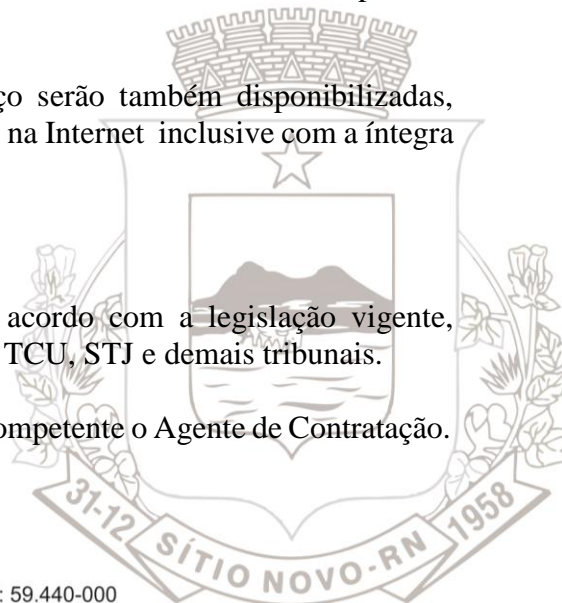 ço serão também disponibilizadas,
na Internet inclusive com a íntegra
acordo com a legislação vigente,
TCU, STJ e demais tribunais.
ompetente o Agente de Contratação.
31-12 SÍTIO NOVO-RN 1958
: 59.440-000